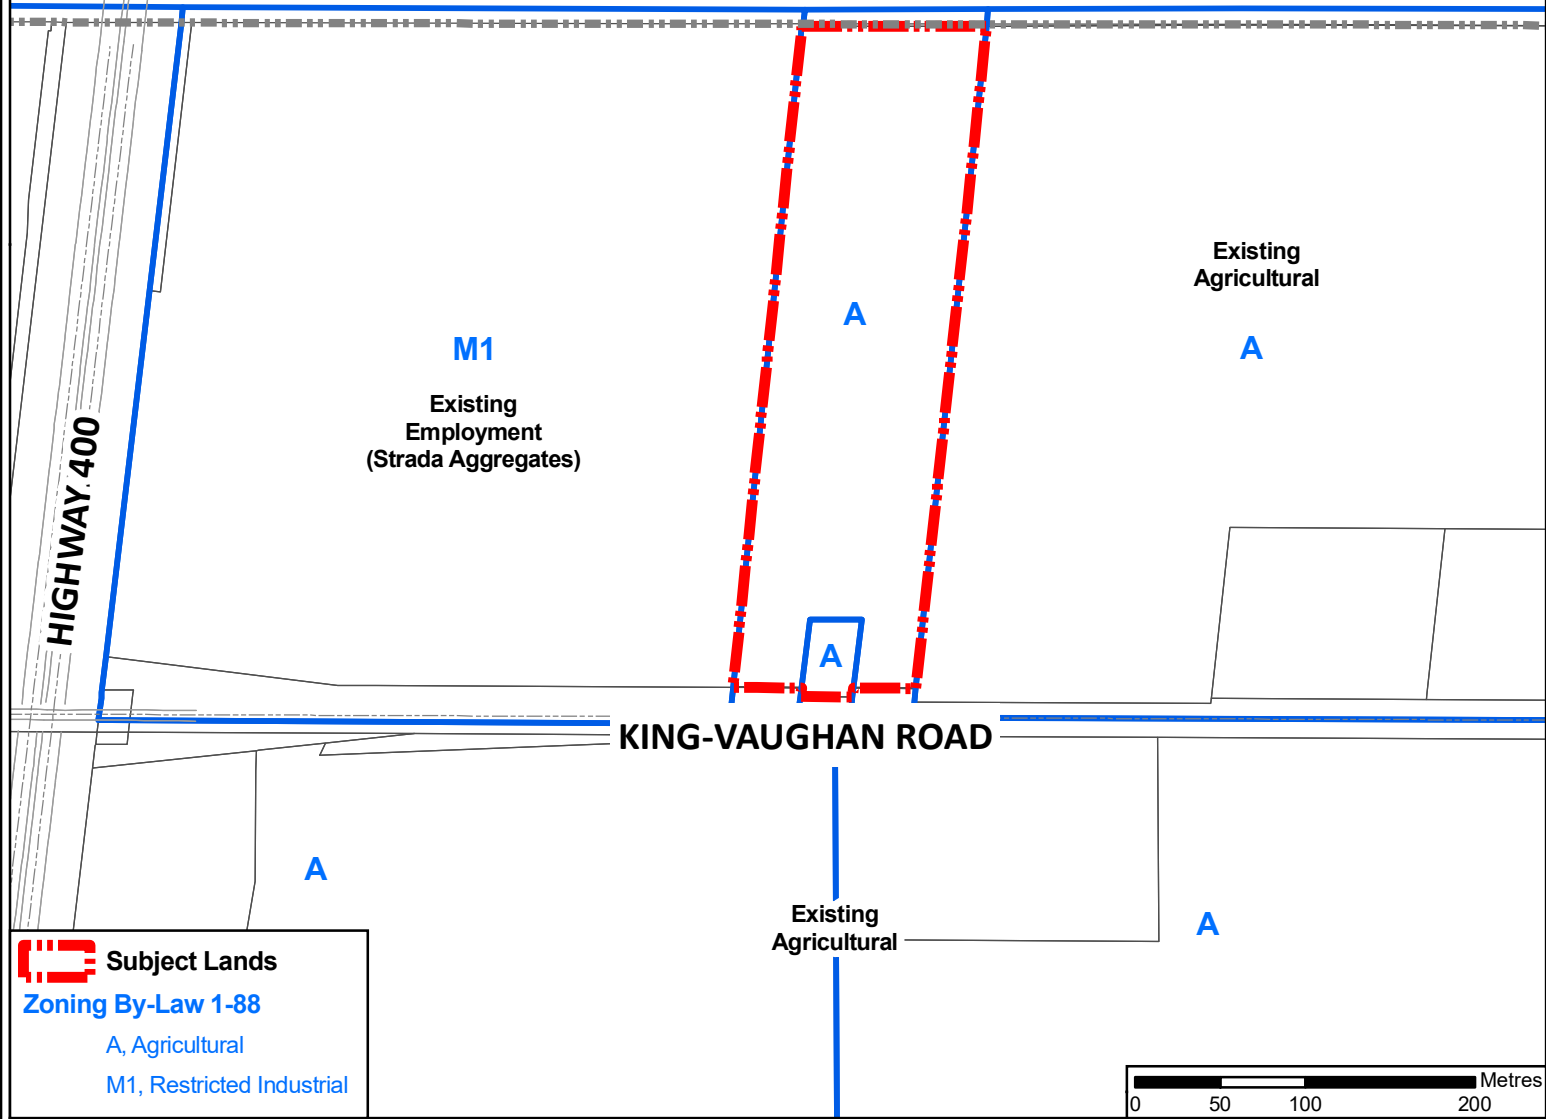 Existing
Agricultural
A
A
M1
Existing
Employment
(Strada Aggregates)
HIGHWAY 400
A
KING-VAUGHAN ROAD
A
Existing
Agricultural
A
Subject Lands
Zoning By-Law 1-88
A, Agricultural
M1, Restricted Industrial
Metres
0 50 100 200